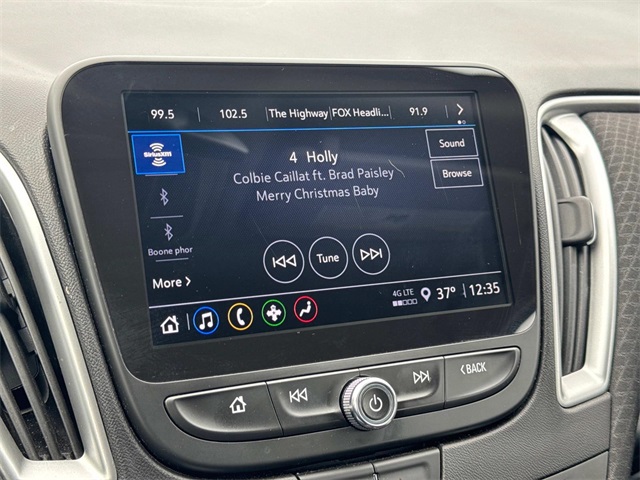 99.5 102.5 The Highway FOX Headli... 91.9
SiriusXM
4 Holly
Colbie Caillat ft. Brad Paisley
Merry Christmas Baby
Sound
Browse
Boone phor
More
Tune
4G LTE
37° 12:35
BACK